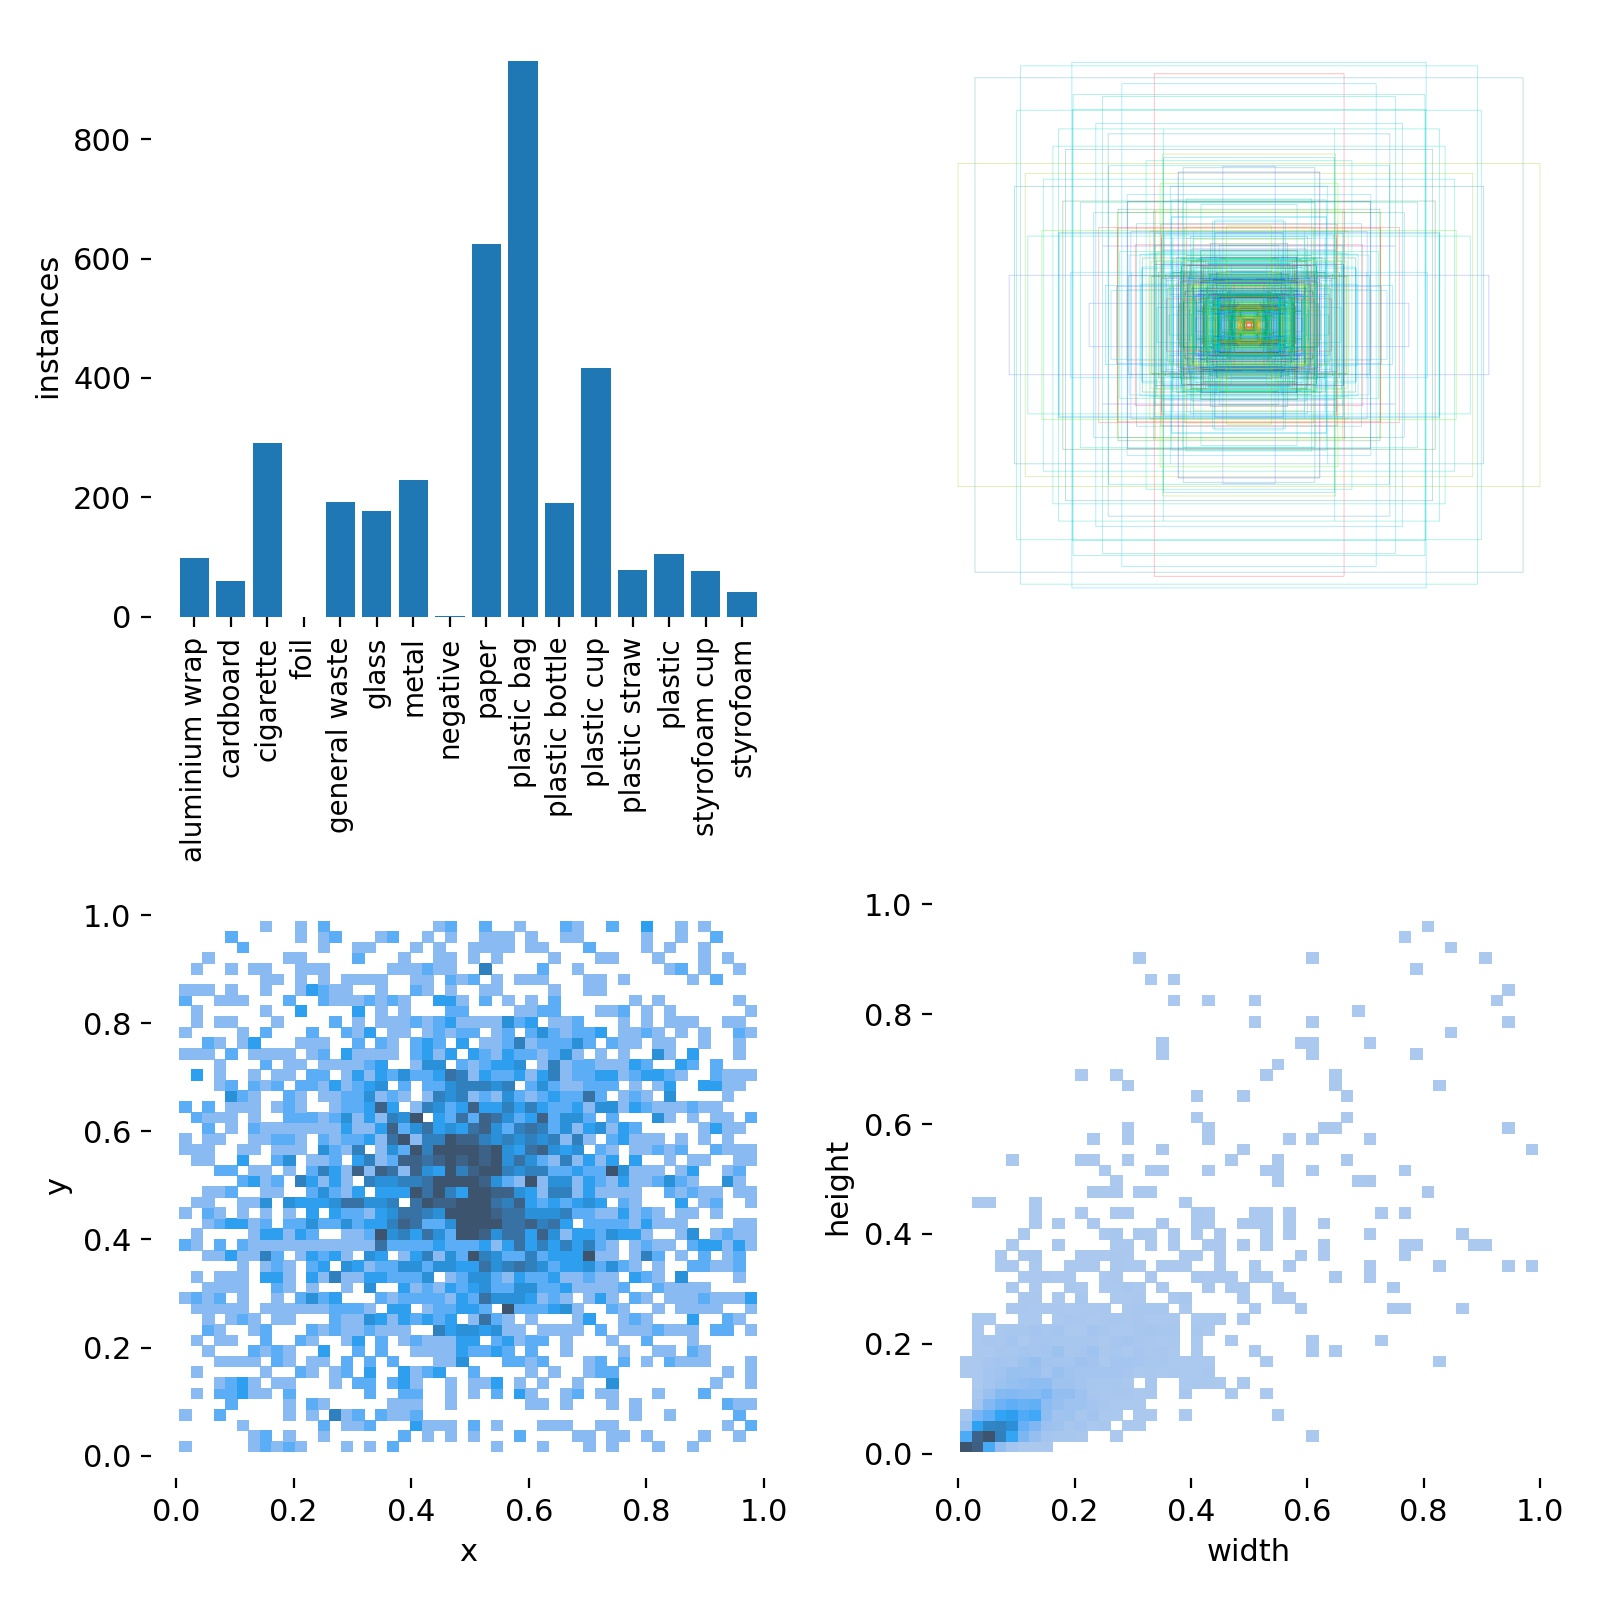 instances
800
600
400
200
0
aluminium wrap
cardboard
cigarette
foil
general waste
glass
metal
negative
paper
plastic bag
plastic bottle
plastic cup
plastic straw
plastic
styrofoam cup
styrofoam
y
1.0
0.8
0.6
0.4
0.2
0.0
0.0 0.2 0.4 0.6 0.8 1.0
x
height
1.0
0.8
0.6
0.4
0.2
0.0
0.0 0.2 0.4 0.6 0.8 1.0
width